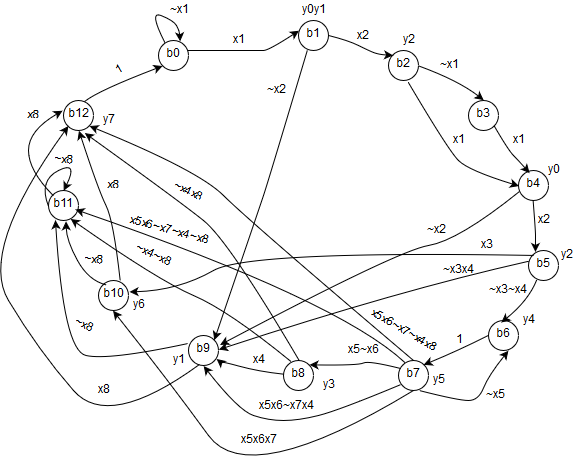 ~x1
y0y1
b0
x1
b1
x2
y2
b2
~x1
1
~x2
b3
x8
b12
y7
x1
x1
~x8
b11
x8
~x4x8
b4
y0
x5x6~x7~x4~x8
~x2
x2
x3
~x4~x8
b5
y2
~x8
b10
y6
~x3x4
~x3~x4
~x8
x5x6~x7~x4x8
y4
b6
1
b9
y1
x4
x5~x6
b8
y3
b7
y5
x8
x5x6~x7x4
~x5
x5x6x7